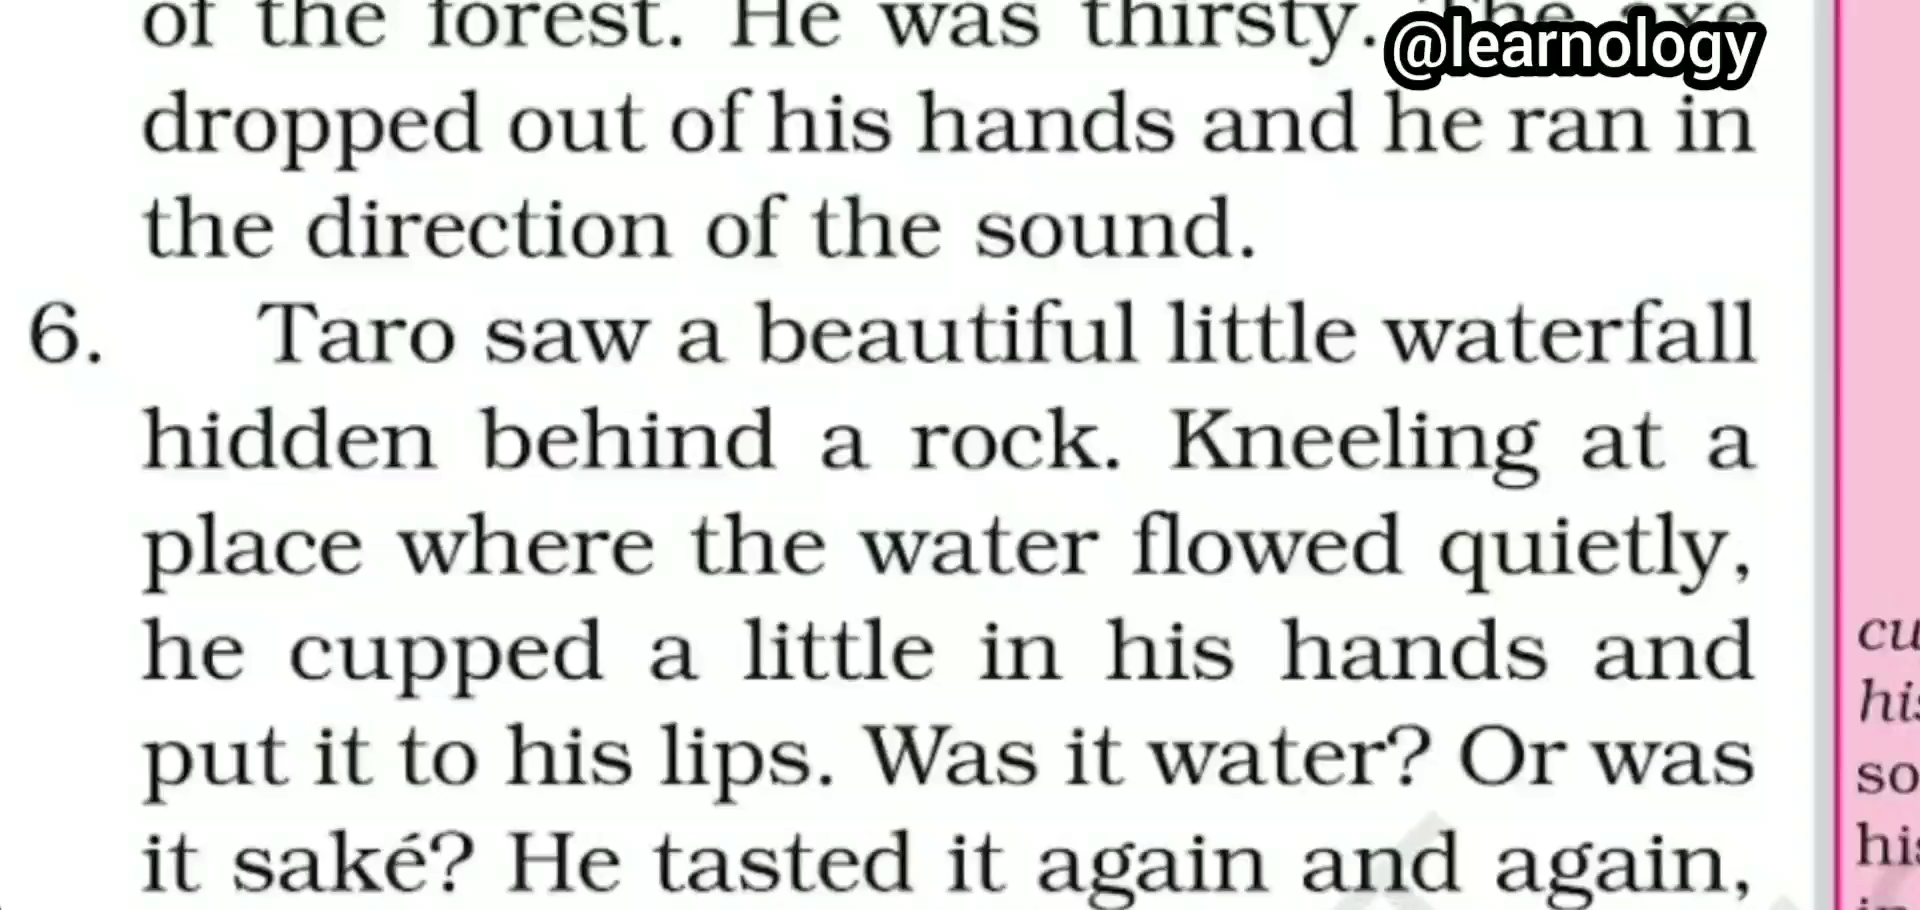 of the forest. He was thirsty. The axe
@learnology
dropped out of his hands and he ran in
the direction of the sound.
6. Taro saw a beautiful little waterfall
hidden behind a rock. Kneeling at a
place where the water flowed quietly,
he cupped a little in his hands and
put it to his lips. Was it water? Or was
it saké? He tasted it again and again,
cu
his
so
his